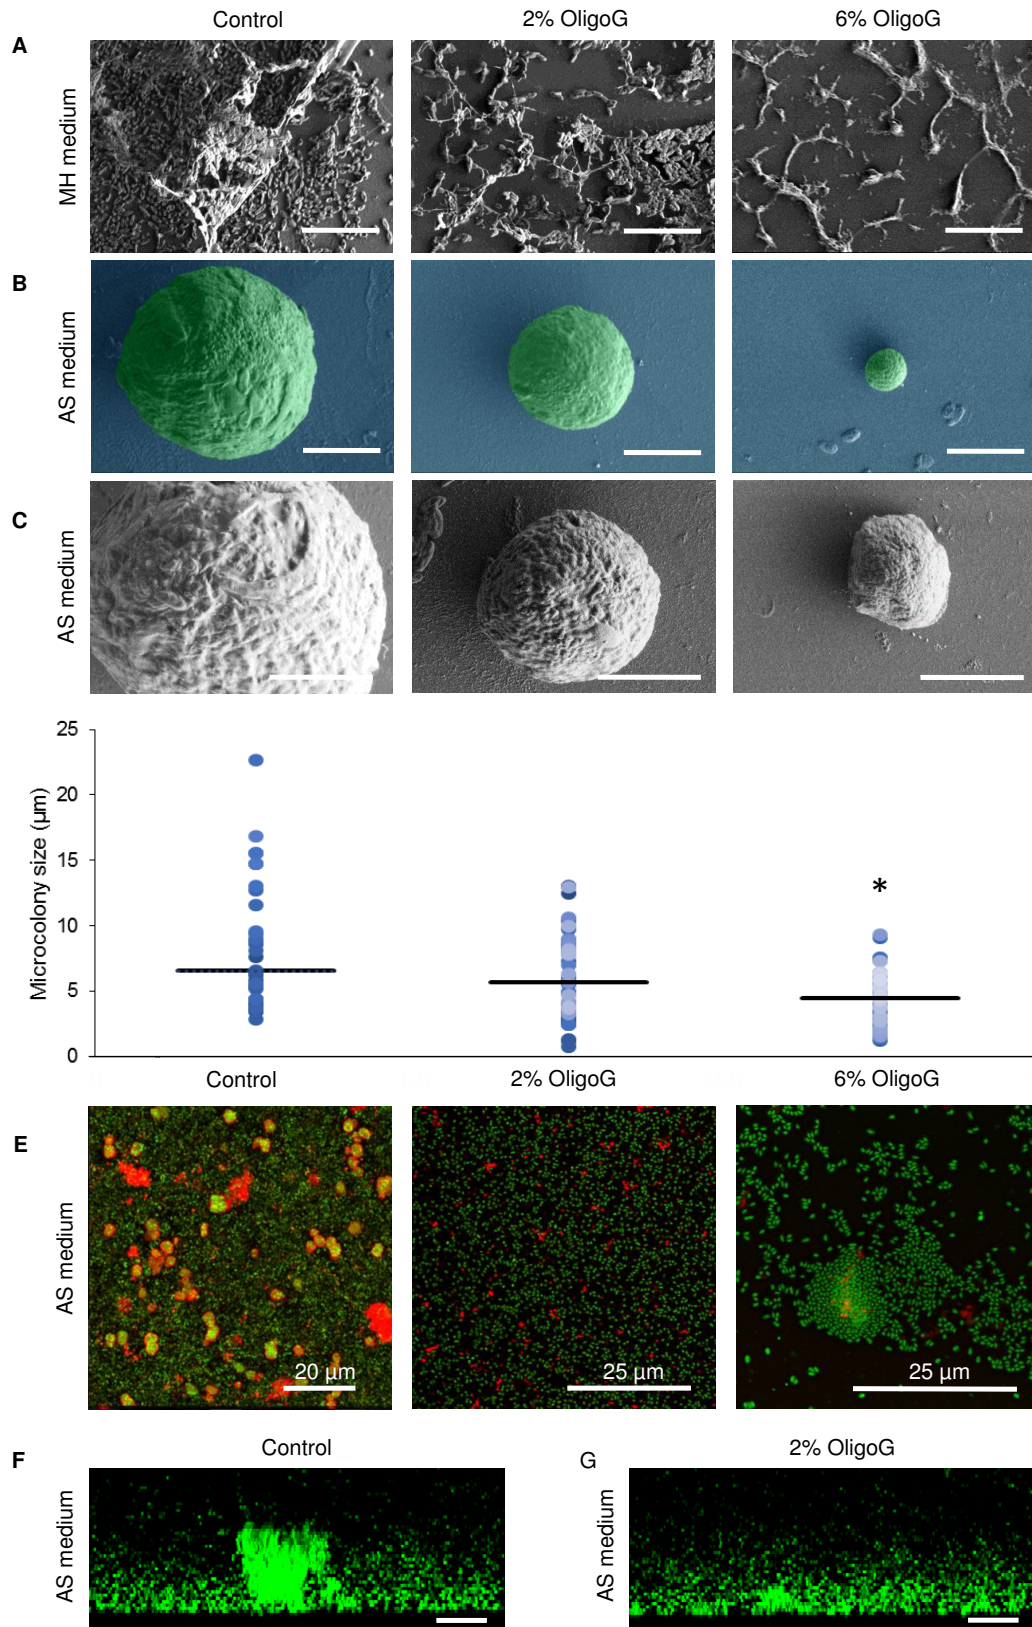 Control 2% OligoG 6% OligoG
A
MH medium
B
AS medium
C
AS medium
25
20
15
10
5
0
Microcolony size (µm)
*
Control 2% OligoG 6% OligoG
E
AS medium
20 µm 25 µm 25 µm
Control 2% OligoG
F G
AS medium AS medium